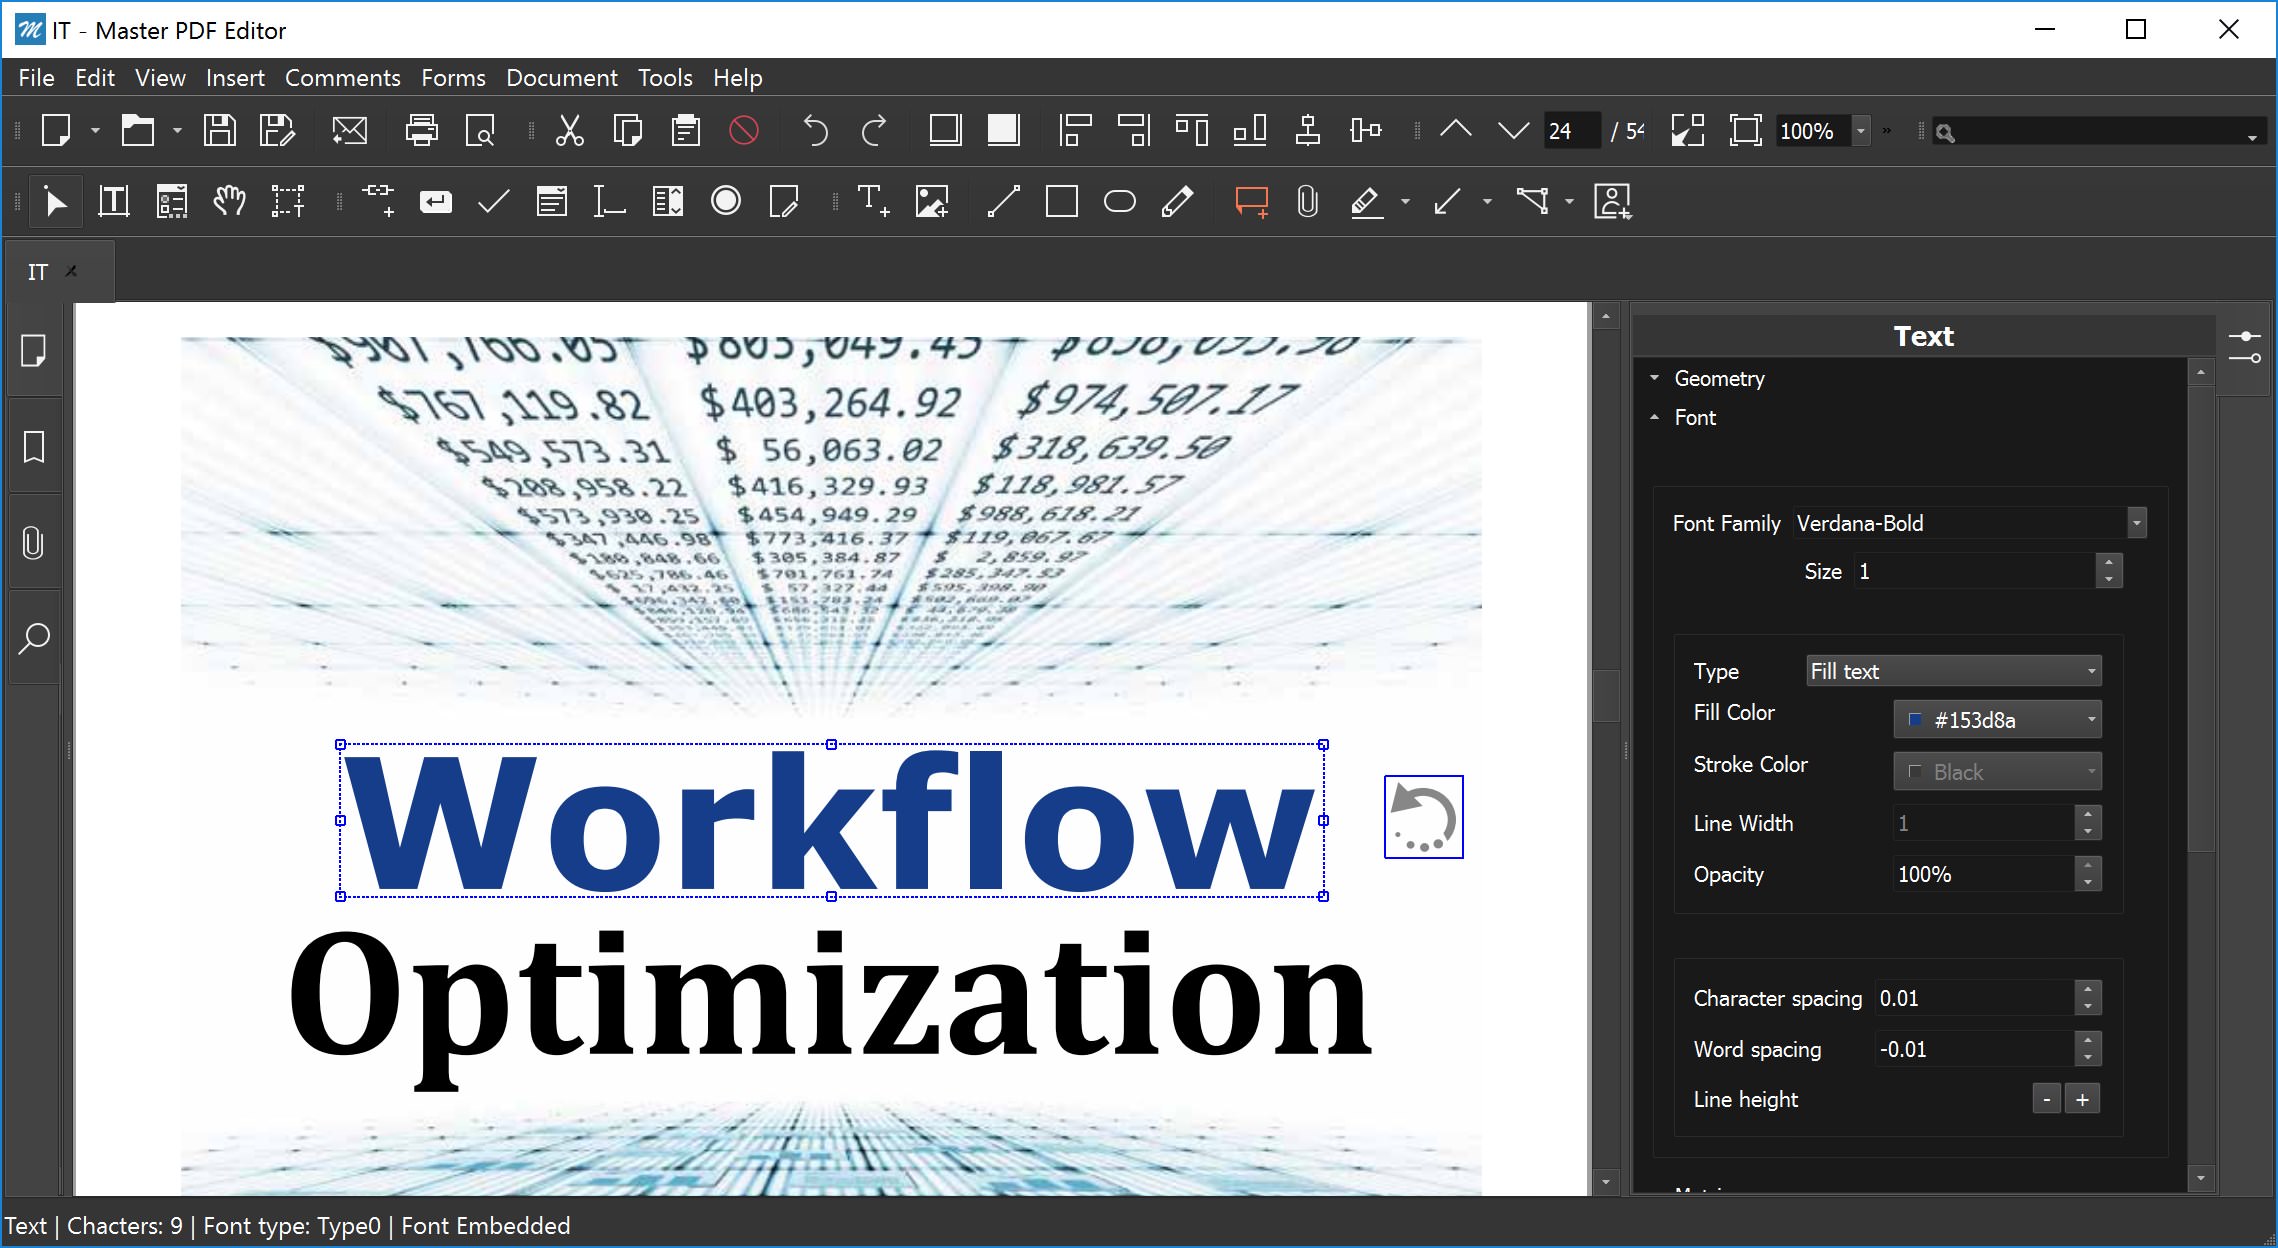 IT - Master PDF Editor
File Edit View Insert Comments Forms Document Tools Help
24 / 54 100% »
IT
$767,119.82 $403,264.92 $974,507.17
$549,573.31 $ 56,063.02 $318,639.50
$208,958.22 $416,329.93 $118,981.57
$573,930.25 $454,949.29 $988,618.21
$347,446.98 $773,416.37 $119,067.67
$180,848.66 $305,384.87 $ 2,859.97
$625,786.46 $701,761.74 $285,347.53
Workflow
Optimization
Text
Geometry
Font
Font Family Verdana-Bold
Size 1
Type Fill text
Fill Color #153d8a
Stroke Color Black
Line Width 1
Opacity 100%
Character spacing 0.01
Word spacing -0.01
Line height - +
Text | Chacters: 9 | Font type: Type0 | Font Embedded